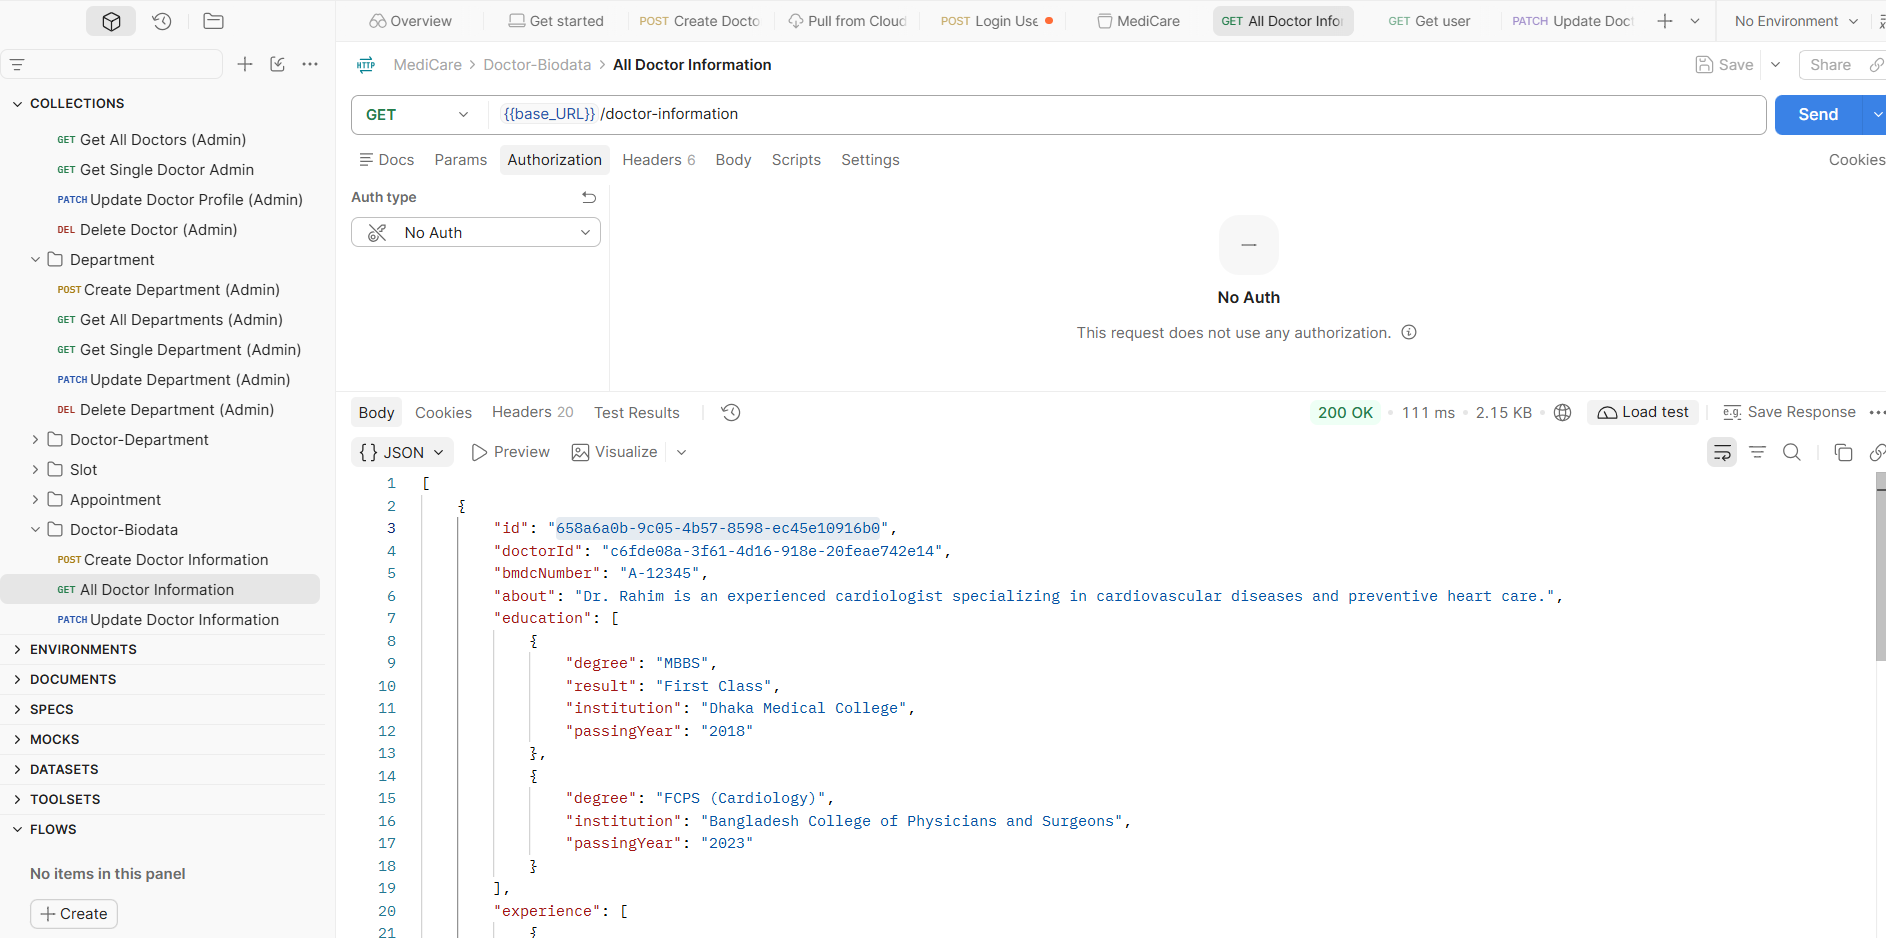 Overview
Get started
POST Create Docto
Pull from Cloud
POST Login Use
MediCare
GET All Doctor Infor
GET Get user
PATCH Update Doct
No Environment
COLLECTIONS
GET Get All Doctors (Admin)
GET Get Single Doctor Admin
PATCH Update Doctor Profile (Admin)
DEL Delete Doctor (Admin)
Department
POST Create Department (Admin)
GET Get All Departments (Admin)
GET Get Single Department (Admin)
PATCH Update Department (Admin)
DEL Delete Department (Admin)
Doctor-Department
Slot
Appointment
Doctor-Biodata
POST Create Doctor Information
GET All Doctor Information
PATCH Update Doctor Information
ENVIRONMENTS
DOCUMENTS
SPECS
MOCKS
DATASETS
TOOLSETS
FLOWS
No items in this panel
Create
HTTP MediCare > Doctor-Biodata > All Doctor Information
Save
Share
GET {{base_URL}} /doctor-information
Send
Docs Params Authorization Headers 6 Body Scripts Settings
Cookies
Auth type
No Auth
No Auth
This request does not use any authorization.
Body Cookies Headers 20 Test Results
200 OK • 111 ms • 2.15 KB
Load test
e.g. Save Response
{} JSON Preview Visualize
1 [
2 {
3 "id": "658a6a0b-9c05-4b57-8598-ec45e10916b0",
4 "doctorId": "c6fde08a-3f61-4d16-918e-20feae742e14",
5 "bmdcNumber": "A-12345",
6 "about": "Dr. Rahim is an experienced cardiologist specializing in cardiovascular diseases and preventive heart care.",
7 "education": [
8 {
9 "degree": "MBBS",
10 "result": "First Class",
11 "institution": "Dhaka Medical College",
12 "passingYear": "2018"
13 },
14 {
15 "degree": "FCPS (Cardiology)",
16 "institution": "Bangladesh College of Physicians and Surgeons",
17 "passingYear": "2023"
18 }
19 ],
20 "experience": [
21 {